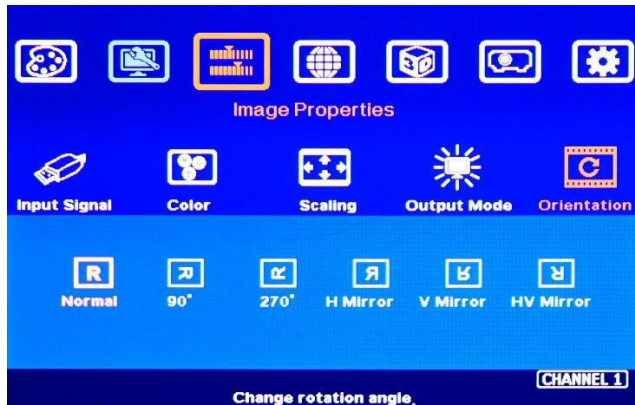 3D
Image Properties
Input Signal Color Scaling Output Mode Orientation
R
Normal 90° 270° H Mirror V Mirror HV Mirror
CHANNEL 1
Change rotation angle.